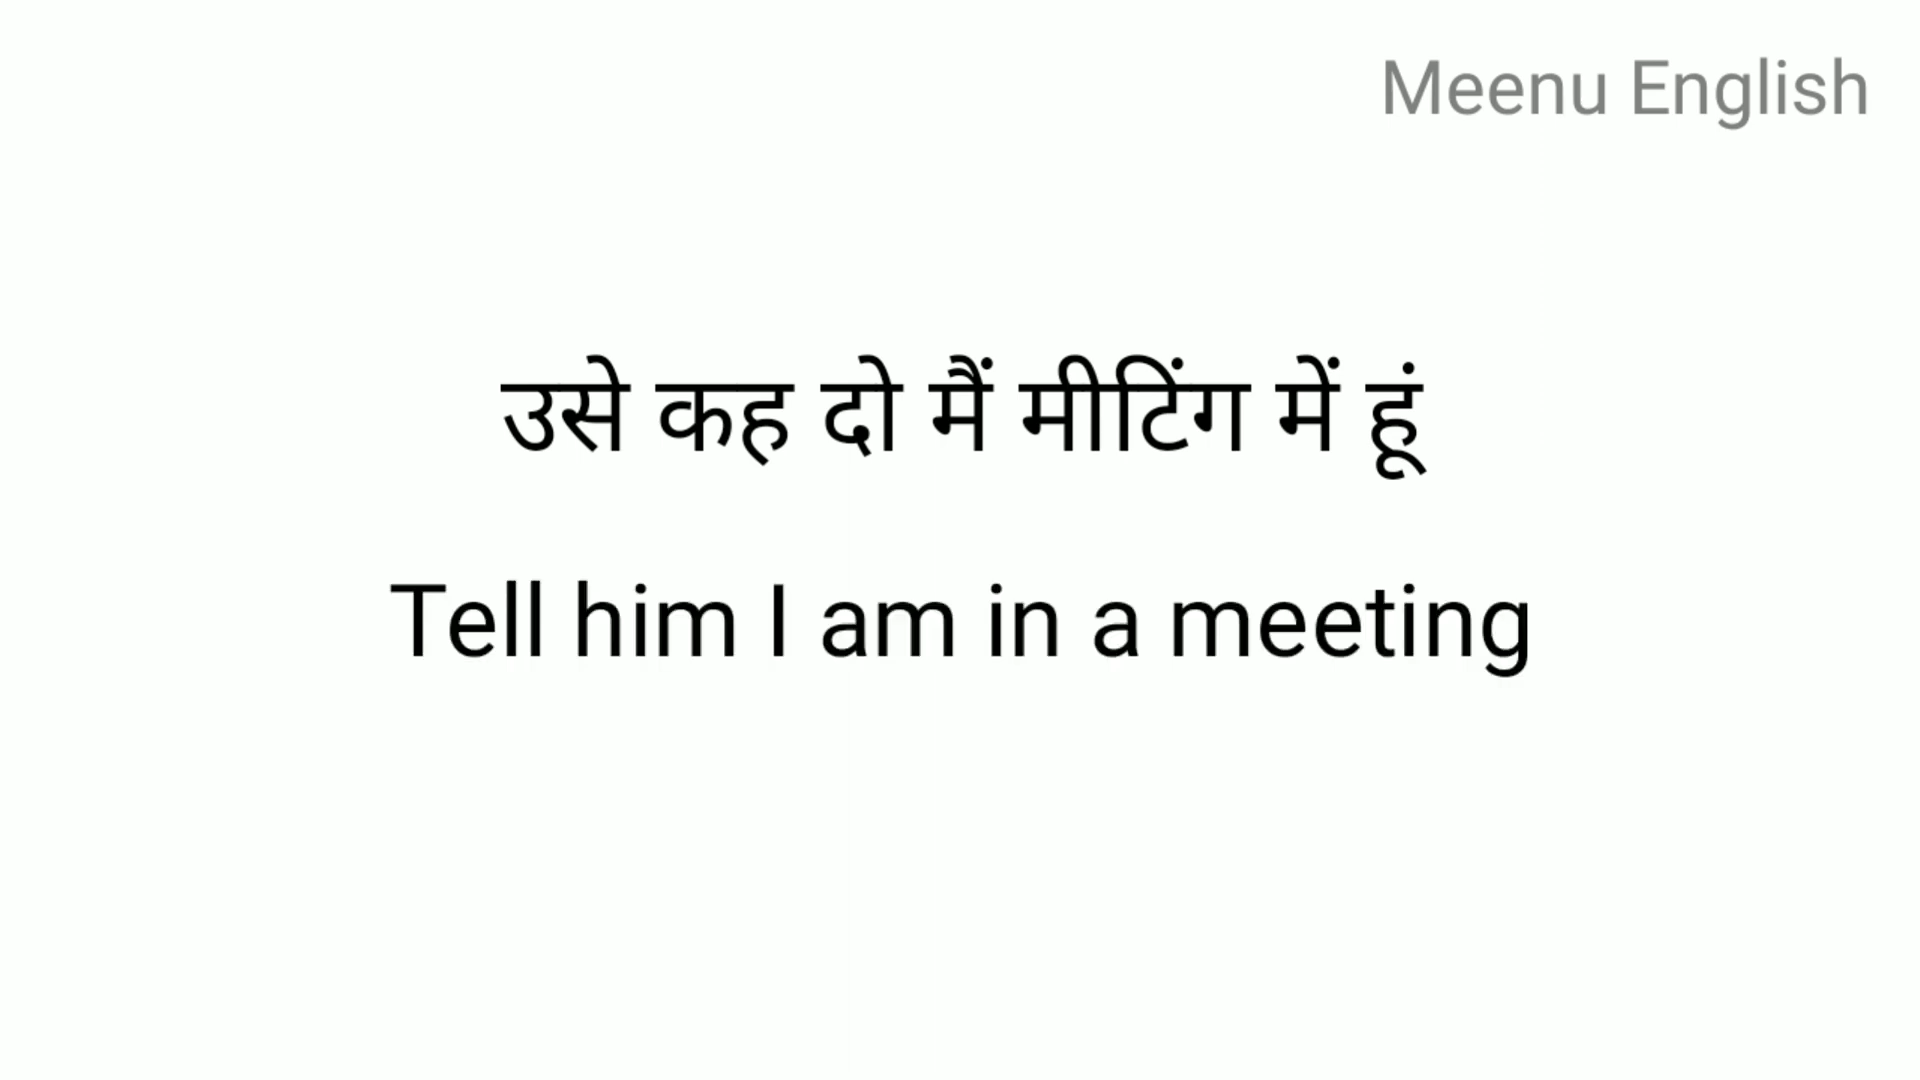 Meenu English
उसे कह दो मैं मीटिंग में हूं
Tell him I am in a meeting